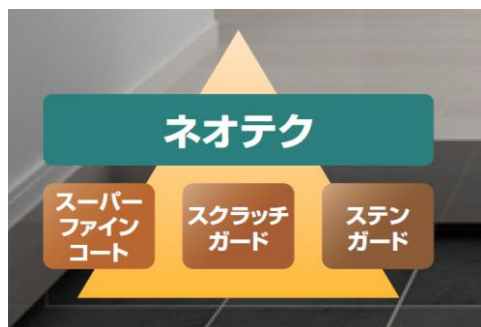 ネオテク
スーパー
ファイン
コート
スクラッチ
ガード
ステン
ガード